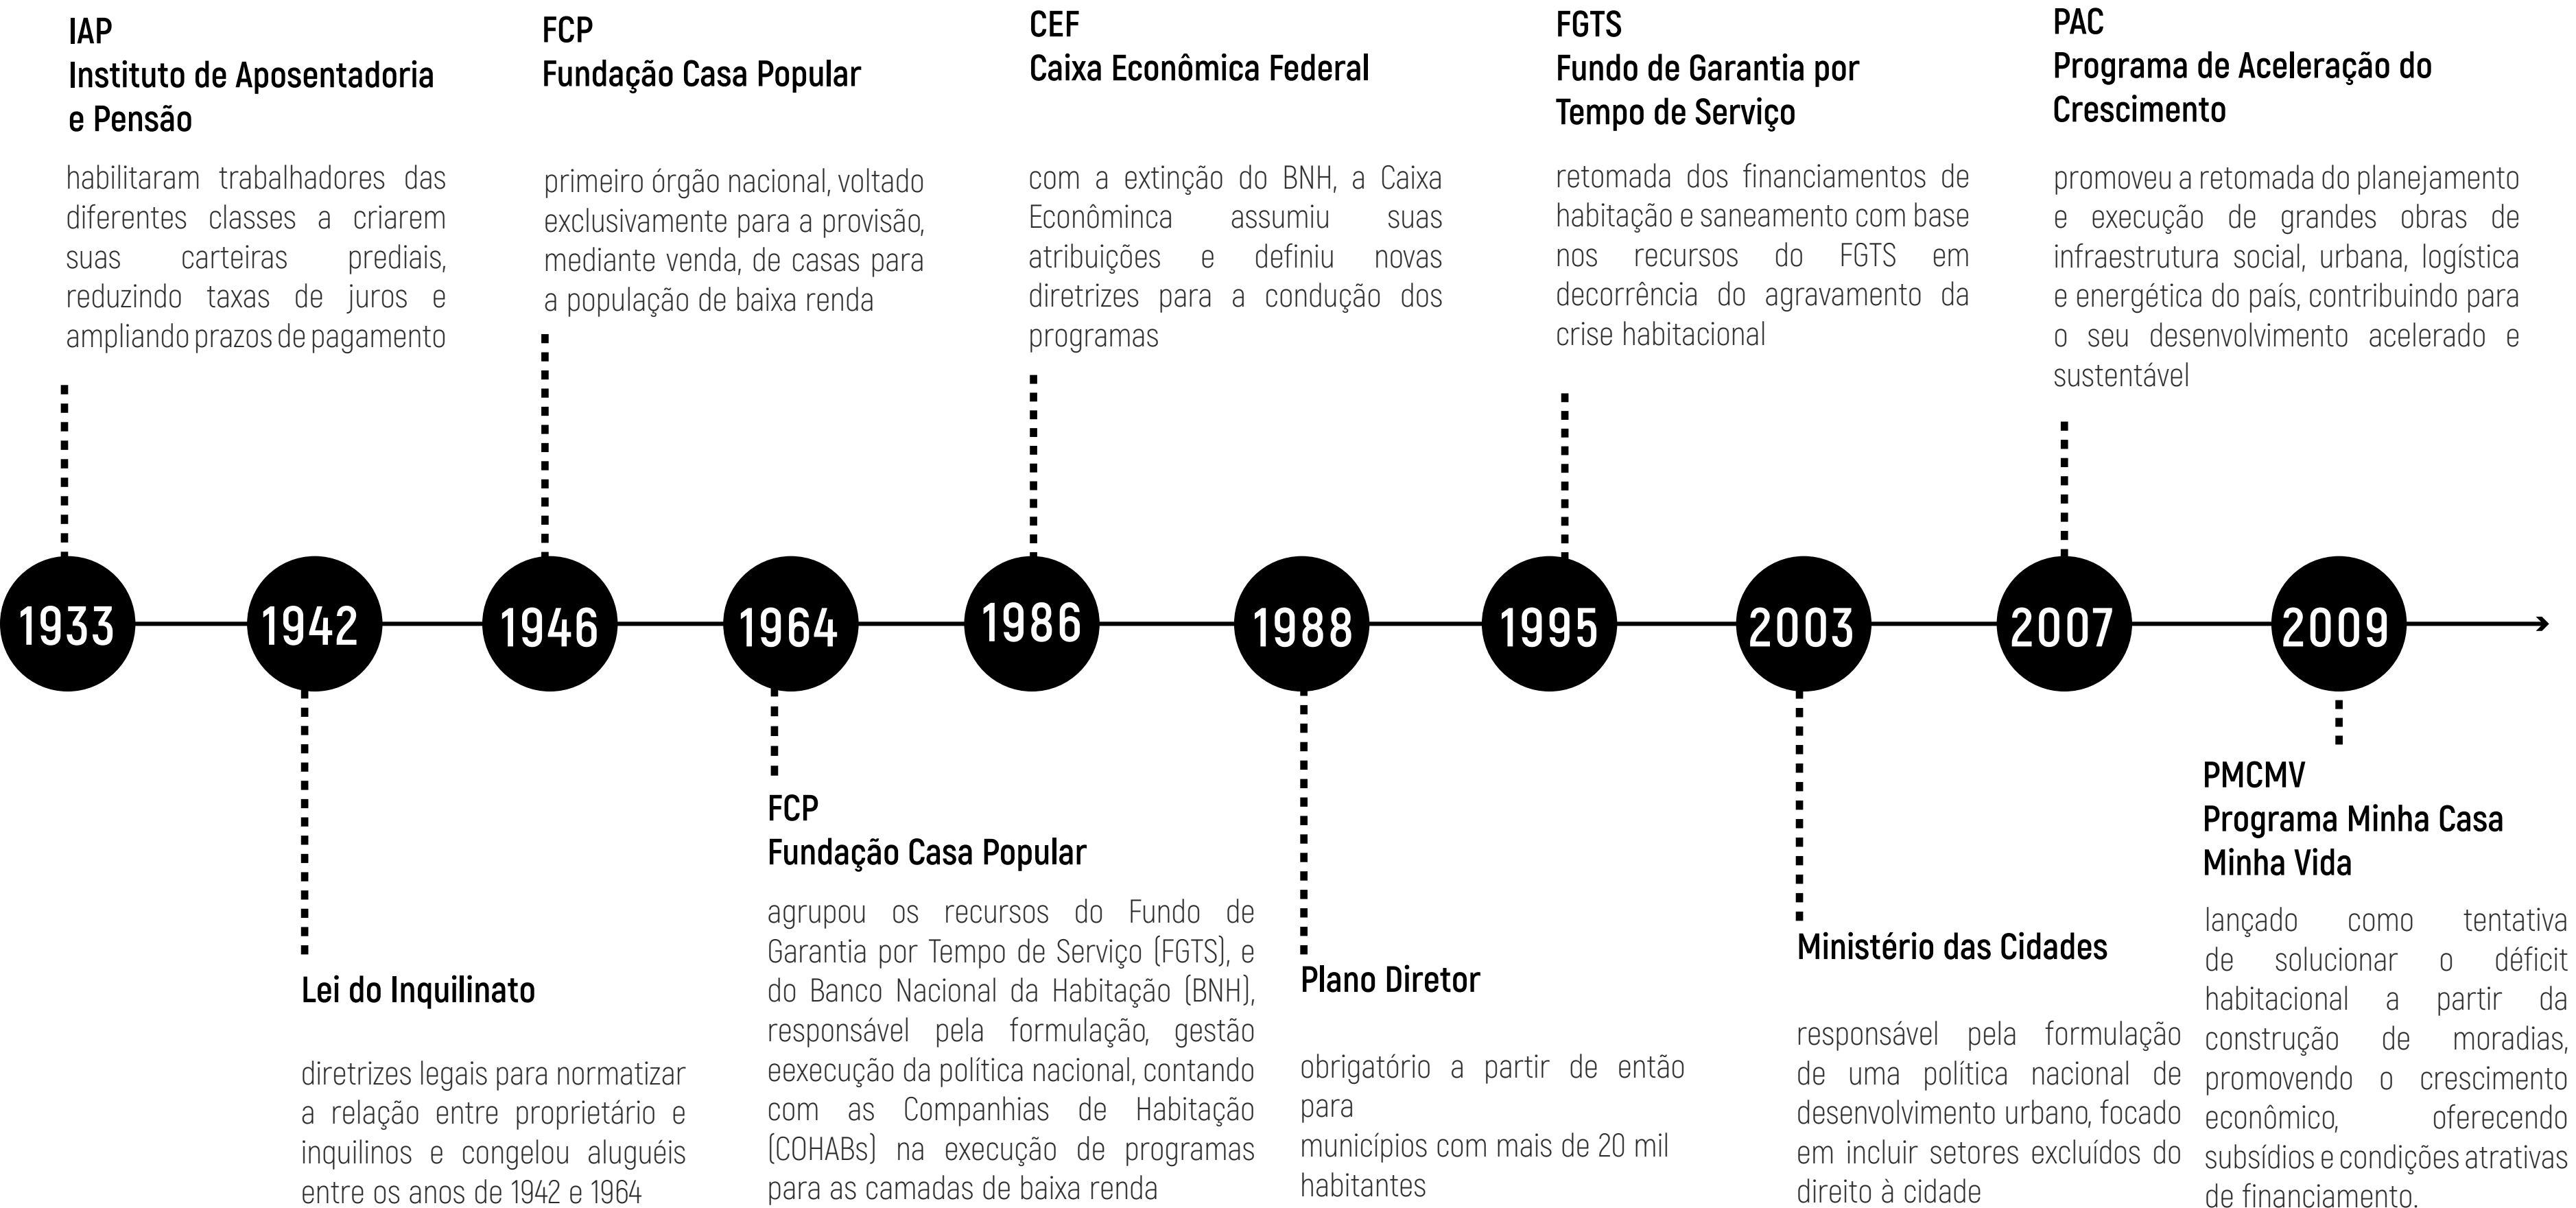 IAP
Instituto de Aposentadoria
e Pensão
habilitaram trabalhadores das
diferentes classes a criarem
suas carteiras prediais,
reduzindo taxas de juros e
ampliando prazos de pagamento
FCP
Fundação Casa Popular
primeiro órgão nacional, voltado
exclusivamente para a provisão,
mediante venda, de casas para
a população de baixa renda
CEF
Caixa Econômica Federal
com a extinção do BNH, a Caixa
Econôminca assumiu suas
atribuições e definiu novas
diretrizes para a condução dos
programas
FGTS
Fundo de Garantia por
Tempo de Serviço
retomada dos financiamentos de
habitação e saneamento com base
nos recursos do FGTS em
decorrência do agravamento da
crise habitacional
PAC
Programa de Aceleração do
Crescimento
promoveu a retomada do planejamento
e execução de grandes obras de
infraestrutura social, urbana, logística
e energética do país, contribuindo para
o seu desenvolvimento acelerado e
sustentável
1933
1942
1946
1964
1986
1988
1995
2003
2007
2009
Lei do Inquilinato
diretrizes legais para normatizar
a relação entre proprietário e
inquilinos e congelou aluguéis
entre os anos de 1942 e 1964
FCP
Fundação Casa Popular
agrupou os recursos do Fundo de
Garantia por Tempo de Serviço (FGTS), e
do Banco Nacional da Habitação (BNH),
responsável pela formulação, gestão
eexecução da política nacional, contando
com as Companhias de Habitação
(COHABs) na execução de programas
para as camadas de baixa renda
Plano Diretor
obrigatório a partir de então
para
municípios com mais de 20 mil
habitantes
Ministério das Cidades
responsável pela formulação
de uma política nacional de
desenvolvimento urbano, focado
em incluir setores excluídos do
direito à cidade
PMCMV
Programa Minha Casa
Minha Vida
lançado como tentativa
de solucionar o déficit
habitacional a partir da
construção de moradias,
promovendo o crescimento
econômico, oferecendo
subsídios e condições atrativas
de financiamento.